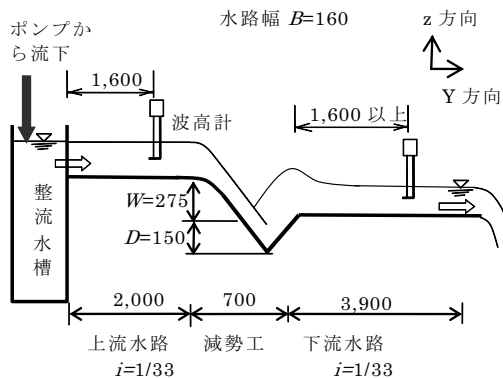 ポンプか
ら流下
水路幅 B=160
z 方向
Y 方向
1,600
波高計
1,600 以上
整流水槽
W=275
D=150
2,000
700
3,900
上流水路
減勢工
下流水路
i=1/33
i=1/33